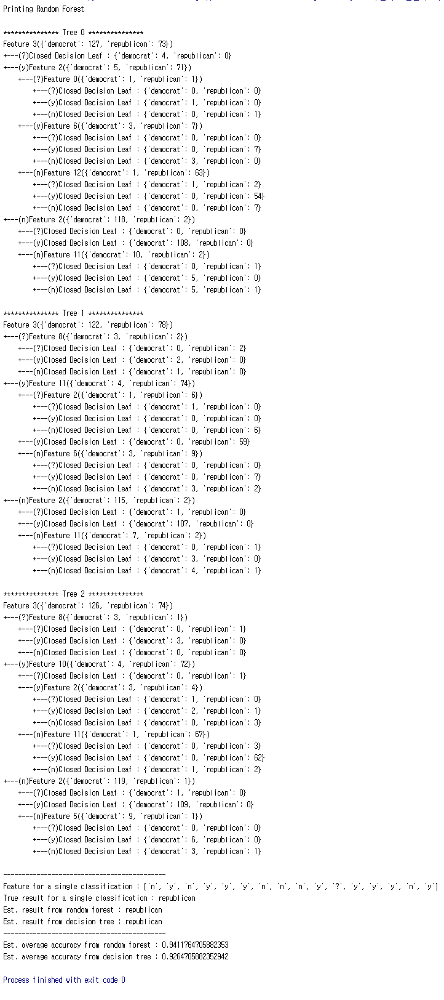 Printing Random Forest
*************** Tree 0 ***************
Feature 3({'democrat': 127, 'republican': 73})
+---(?)Closed Decision Leaf : {'democrat': 4, 'republican': 0}
+---(y)Feature 2({'democrat': 5, 'republican': 71})
    +---(?)Feature 0({'democrat': 1, 'republican': 1})
        +---(?)Closed Decision Leaf : {'democrat': 0, 'republican': 0}
        +---(y)Closed Decision Leaf : {'democrat': 1, 'republican': 0}
        +---(n)Closed Decision Leaf : {'democrat': 0, 'republican': 1}
    +---(y)Feature 6({'democrat': 3, 'republican': 7})
        +---(?)Closed Decision Leaf : {'democrat': 0, 'republican': 0}
        +---(y)Closed Decision Leaf : {'democrat': 0, 'republican': 7}
        +---(n)Closed Decision Leaf : {'democrat': 3, 'republican': 0}
    +---(n)Feature 12({'democrat': 1, 'republican': 63})
        +---(?)Closed Decision Leaf : {'democrat': 1, 'republican': 2}
        +---(y)Closed Decision Leaf : {'democrat': 0, 'republican': 54}
        +---(n)Closed Decision Leaf : {'democrat': 0, 'republican': 7}
+---(n)Feature 2({'democrat': 118, 'republican': 2})
    +---(?)Closed Decision Leaf : {'democrat': 0, 'republican': 0}
    +---(y)Closed Decision Leaf : {'democrat': 108, 'republican': 0}
    +---(n)Feature 11({'democrat': 10, 'republican': 2})
        +---(?)Closed Decision Leaf : {'democrat': 0, 'republican': 1}
        +---(y)Closed Decision Leaf : {'democrat': 5, 'republican': 0}
        +---(n)Closed Decision Leaf : {'democrat': 5, 'republican': 1}
*************** Tree 1 ***************
Feature 3({'democrat': 122, 'republican': 78})
+---(?)Feature 8({'democrat': 3, 'republican': 2})
    +---(?)Closed Decision Leaf : {'democrat': 0, 'republican': 2}
    +---(y)Closed Decision Leaf : {'democrat': 2, 'republican': 0}
    +---(n)Closed Decision Leaf : {'democrat': 1, 'republican': 0}
+---(y)Feature 11({'democrat': 4, 'republican': 74})
    +---(?)Feature 2({'democrat': 1, 'republican': 6})
        +---(?)Closed Decision Leaf : {'democrat': 1, 'republican': 0}
        +---(y)Closed Decision Leaf : {'democrat': 0, 'republican': 0}
        +---(n)Closed Decision Leaf : {'democrat': 0, 'republican': 6}
    +---(y)Closed Decision Leaf : {'democrat': 0, 'republican': 59}
    +---(n)Feature 6({'democrat': 3, 'republican': 9})
        +---(?)Closed Decision Leaf : {'democrat': 0, 'republican': 0}
        +---(y)Closed Decision Leaf : {'democrat': 0, 'republican': 7}
        +---(n)Closed Decision Leaf : {'democrat': 3, 'republican': 2}
+---(n)Feature 2({'democrat': 115, 'republican': 2})
    +---(?)Closed Decision Leaf : {'democrat': 1, 'republican': 0}
    +---(y)Closed Decision Leaf : {'democrat': 107, 'republican': 0}
    +---(n)Feature 11({'democrat': 7, 'republican': 2})
        +---(?)Closed Decision Leaf : {'democrat': 0, 'republican': 1}
        +---(y)Closed Decision Leaf : {'democrat': 3, 'republican': 0}
        +---(n)Closed Decision Leaf : {'democrat': 4, 'republican': 1}
*************** Tree 2 ***************
Feature 3({'democrat': 126, 'republican': 74})
+---(?)Feature 8({'democrat': 3, 'republican': 1})
    +---(?)Closed Decision Leaf : {'democrat': 0, 'republican': 1}
    +---(y)Closed Decision Leaf : {'democrat': 3, 'republican': 0}
    +---(n)Closed Decision Leaf : {'democrat': 0, 'republican': 0}
+---(y)Feature 10({'democrat': 4, 'republican': 72})
    +---(?)Closed Decision Leaf : {'democrat': 0, 'republican': 1}
    +---(y)Feature 2({'democrat': 3, 'republican': 4})
        +---(?)Closed Decision Leaf : {'democrat': 1, 'republican': 0}
        +---(y)Closed Decision Leaf : {'democrat': 2, 'republican': 1}
        +---(n)Closed Decision Leaf : {'democrat': 0, 'republican': 3}
    +---(n)Feature 11({'democrat': 1, 'republican': 67})
        +---(?)Closed Decision Leaf : {'democrat': 0, 'republican': 3}
        +---(y)Closed Decision Leaf : {'democrat': 0, 'republican': 62}
        +---(n)Closed Decision Leaf : {'democrat': 1, 'republican': 2}
+---(n)Feature 2({'democrat': 119, 'republican': 1})
    +---(?)Closed Decision Leaf : {'democrat': 1, 'republican': 0}
    +---(y)Closed Decision Leaf : {'democrat': 109, 'republican': 0}
    +---(n)Feature 5({'democrat': 9, 'republican': 1})
        +---(?)Closed Decision Leaf : {'democrat': 0, 'republican': 0}
        +---(y)Closed Decision Leaf : {'democrat': 6, 'republican': 0}
        +---(n)Closed Decision Leaf : {'democrat': 3, 'republican': 1}
--------------------------------------------
Feature for a single classification : ['n', 'y', 'n', 'y', 'y', 'y', 'n', 'n', 'n', 'y', '?', 'y', 'y', 'y', 'n', 'y']
True result for a single classification : republican
Est. result from random forest : republican
Est. result from decision tree : republican
--------------------------------------------
Est. average accuracy from random forest : 0.9411764705882353
Est. average accuracy from decision tree : 0.9264705882352942
Process finished with exit code 0